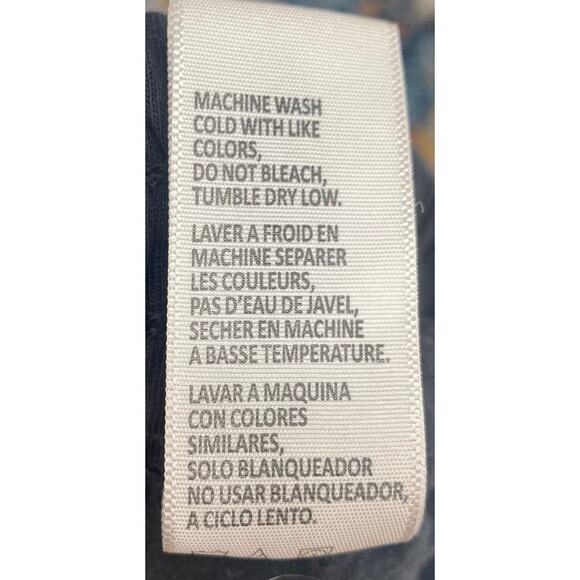 MACHINE WASH
COLD WITH LIKE
COLORS,
DO NOT BLEACH,
TUMBLE DRY LOW.
LAVER A FROID EN
MACHINE SEPARER
LES COULEURS,
PAS D'EAU DE JAVEL,
SECHER EN MACHINE
A BASSE TEMPERATURE.
LAVAR A MAQUINA
CON COLORES
SIMILARES,
SOLO BLANQUEADOR
NO USAR BLANQUEADOR,
A CICLO LENTO.